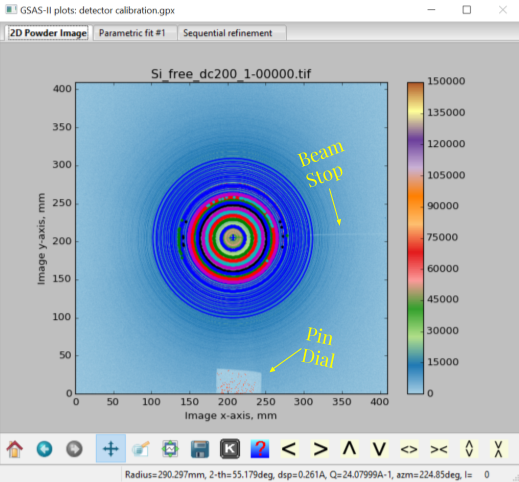 GSAS-II plots: detector calibration.gpx
2D Powder Image
Parametric fit #1
Sequential refinement
Si_free_dc200_1-00000.tif
Image y-axis, mm
400
350
300
250
200
150
100
50
0
0 50 100 150 200 250 300 350 400
Image x-axis, mm
Beam
Stop
Pin
Dial
150000
135000
120000
105000
90000
75000
60000
45000
30000
15000
0
K
?
Radius=290.297mm, 2-th=55.179deg, dsp=0.261A, Q=24.07999A-1, azm=224.85deg, I= 0